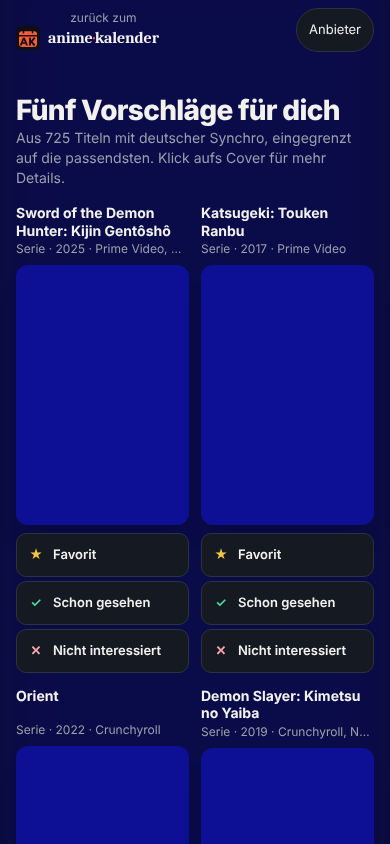 zurück zum
AK
anime·kalender
Anbieter
Fünf Vorschläge für dich
Aus 725 Titeln mit deutscher Synchro, eingegrenzt
auf die passendsten. Klick aufs Cover für mehr
Details.
Sword of the Demon
Hunter: Kijin Gentôshô
Serie · 2025 · Prime Video, ...
Katsugeki: Touken
Ranbu
Serie · 2017 · Prime Video
★ Favorit
✓ Schon gesehen
✕ Nicht interessiert
★ Favorit
✓ Schon gesehen
✕ Nicht interessiert
Orient
Serie · 2022 · Crunchyroll
Demon Slayer: Kimetsu
no Yaiba
Serie · 2019 · Crunchyroll, N...